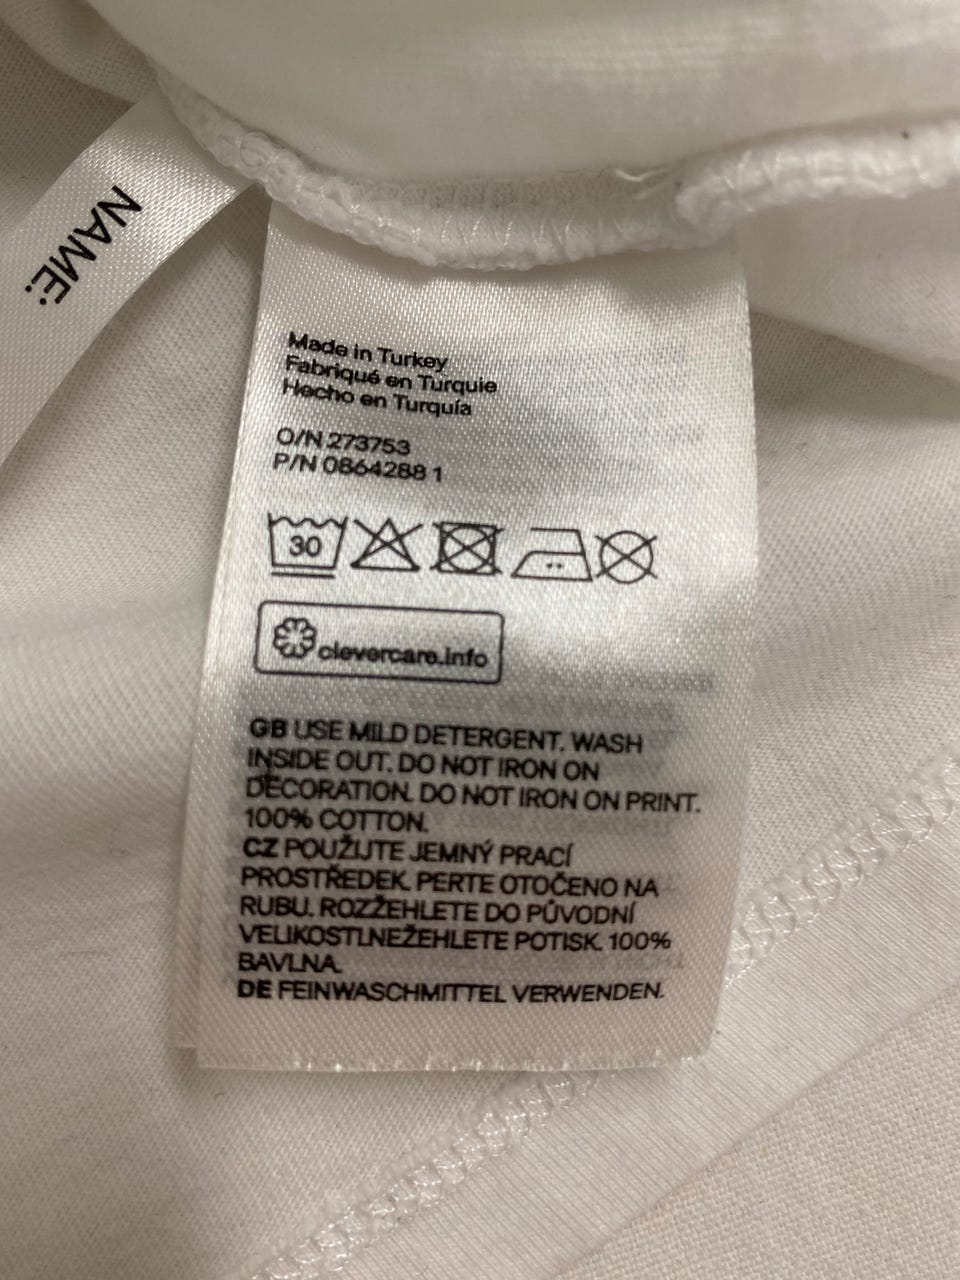 NAME:
Made in Turkey
Fabriqué en Turquie
Hecho en Turquía
O/N 273753
P/N 0864288 1
30
clevercare.info
GB USE MILD DETERGENT. WASH
INSIDE OUT. DO NOT IRON ON
DECORATION. DO NOT IRON ON PRINT.
100% COTTON.
CZ POUŽIJTE JEMNÝ PRACÍ
PROSTŘEDEK. PERTE OTOČENO NA
RUBU. ROZŽEHLETE DO PŮVODNÍ
VELIKOSTI.NEŽEHLETE POTISK. 100%
BAVLNA.
DE FEINWASCHMITTEL VERWENDEN.